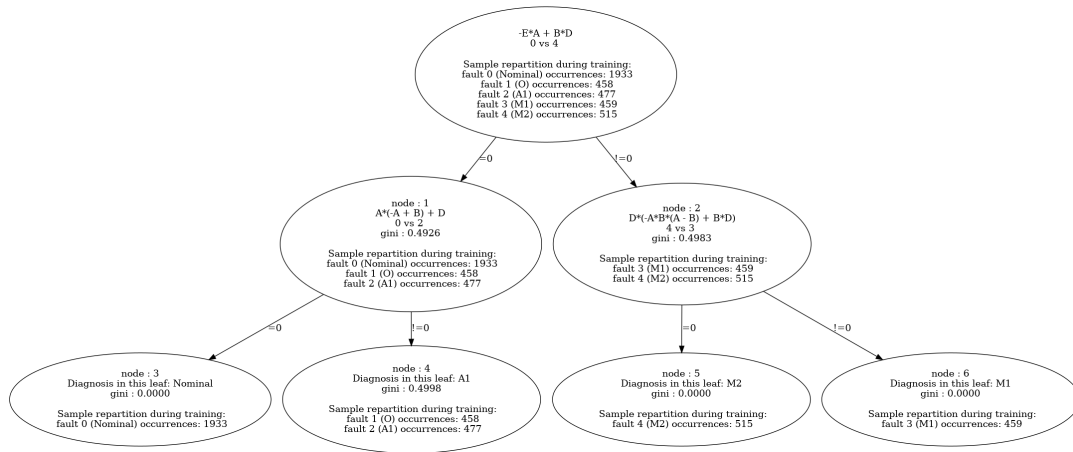 -E*A + B*D
0 vs 4
Sample repartition during training:
fault 0 (Nominal) occurrences: 1933
fault 1 (O) occurrences: 458
fault 2 (A1) occurrences: 477
fault 3 (M1) occurrences: 459
fault 4 (M2) occurrences: 515
=0
!=0
node : 1
A*(-A + B) + D
0 vs 2
gini : 0.4926
Sample repartition during training:
fault 0 (Nominal) occurrences: 1933
fault 1 (O) occurrences: 458
fault 2 (A1) occurrences: 477
node : 2
D*(-A*B*(A - B) + B*D)
4 vs 3
gini : 0.4983
Sample repartition during training:
fault 3 (M1) occurrences: 459
fault 4 (M2) occurrences: 515
=0
!=0
=0
!=0
node : 3
Diagnosis in this leaf: Nominal
gini : 0.0000
Sample repartition during training:
fault 0 (Nominal) occurrences: 1933
node : 4
Diagnosis in this leaf: A1
gini : 0.4998
Sample repartition during training:
fault 1 (O) occurrences: 458
fault 2 (A1) occurrences: 477
node : 5
Diagnosis in this leaf: M2
gini : 0.0000
Sample repartition during training:
fault 4 (M2) occurrences: 515
node : 6
Diagnosis in this leaf: M1
gini : 0.0000
Sample repartition during training:
fault 3 (M1) occurrences: 459